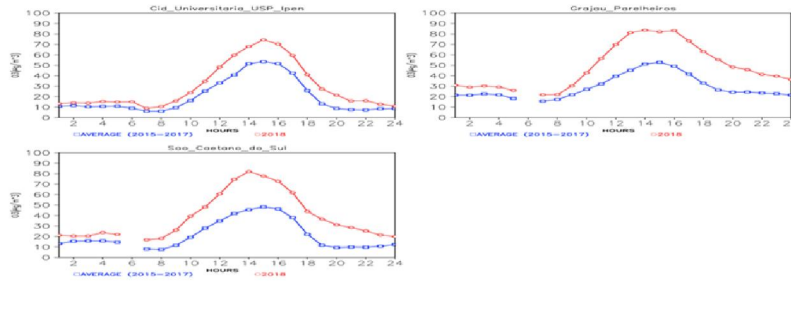 Cid_Universitaria_USP_Ipen
100
90
80
70
60
50
40
30
20
10
0
2 4 6 8 10 12 14 16 18 20 22 24
HOURS
AVERAGE (2015-2017) 2018
Grajau_Parelheiros
100
90
80
70
60
50
40
30
20
10
0
2 4 6 8 10 12 14 16 18 20 22 24
HOURS
AVERAGE (2015-2017) 2018
Sao_Caetano_do_Sul
100
90
80
70
60
50
40
30
20
10
0
2 4 6 8 10 12 14 16 18 20 22 24
HOURS
AVERAGE (2015-2017) 2018